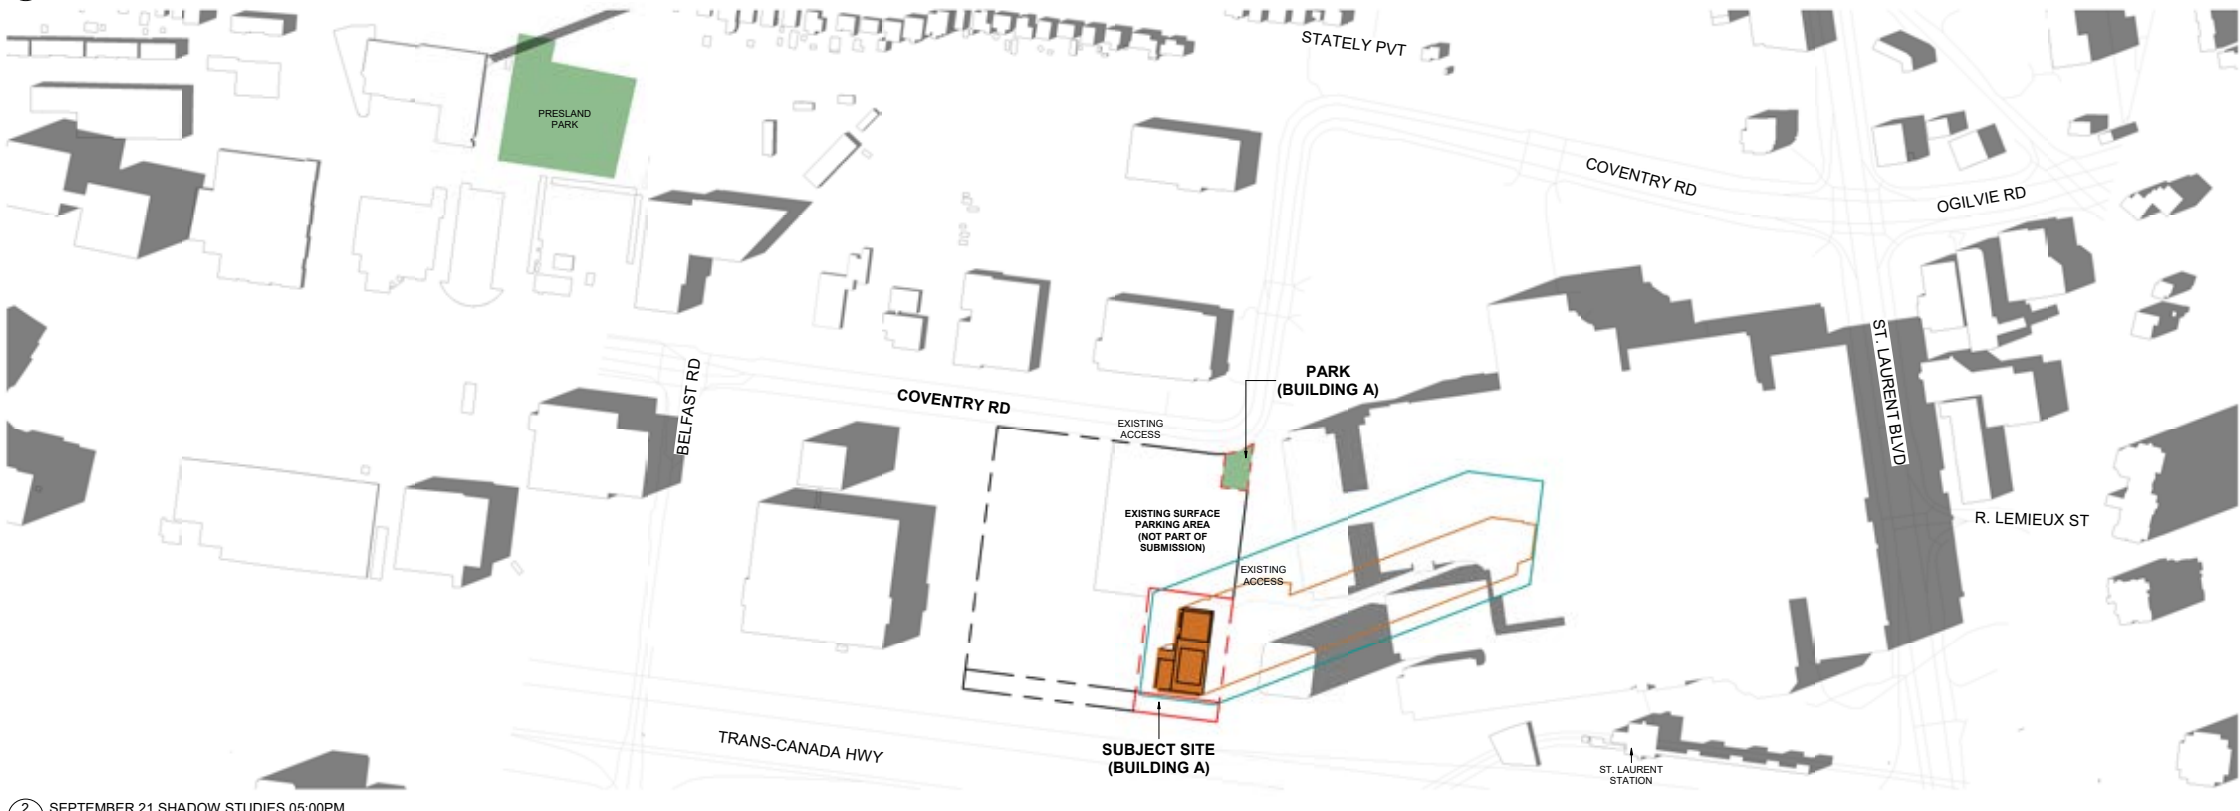 STATELY PVT
PRESLAND
PARK
COVENTRY RD
OGILVIE RD
ST. LAURENT BLVD
BELFAST RD
PARK
(BUILDING A)
COVENTRY RD
EXISTING
ACCESS
EXISTING SURFACE
PARKING AREA
(NOT PART OF
SUBMISSION)
R. LEMIEUX ST
EXISTING
ACCESS
TRANS-CANADA HWY
SUBJECT SITE
(BUILDING A)
ST. LAURENT
STATION
2 SEPTEMBER 21 SHADOW STUDIES 05:00PM